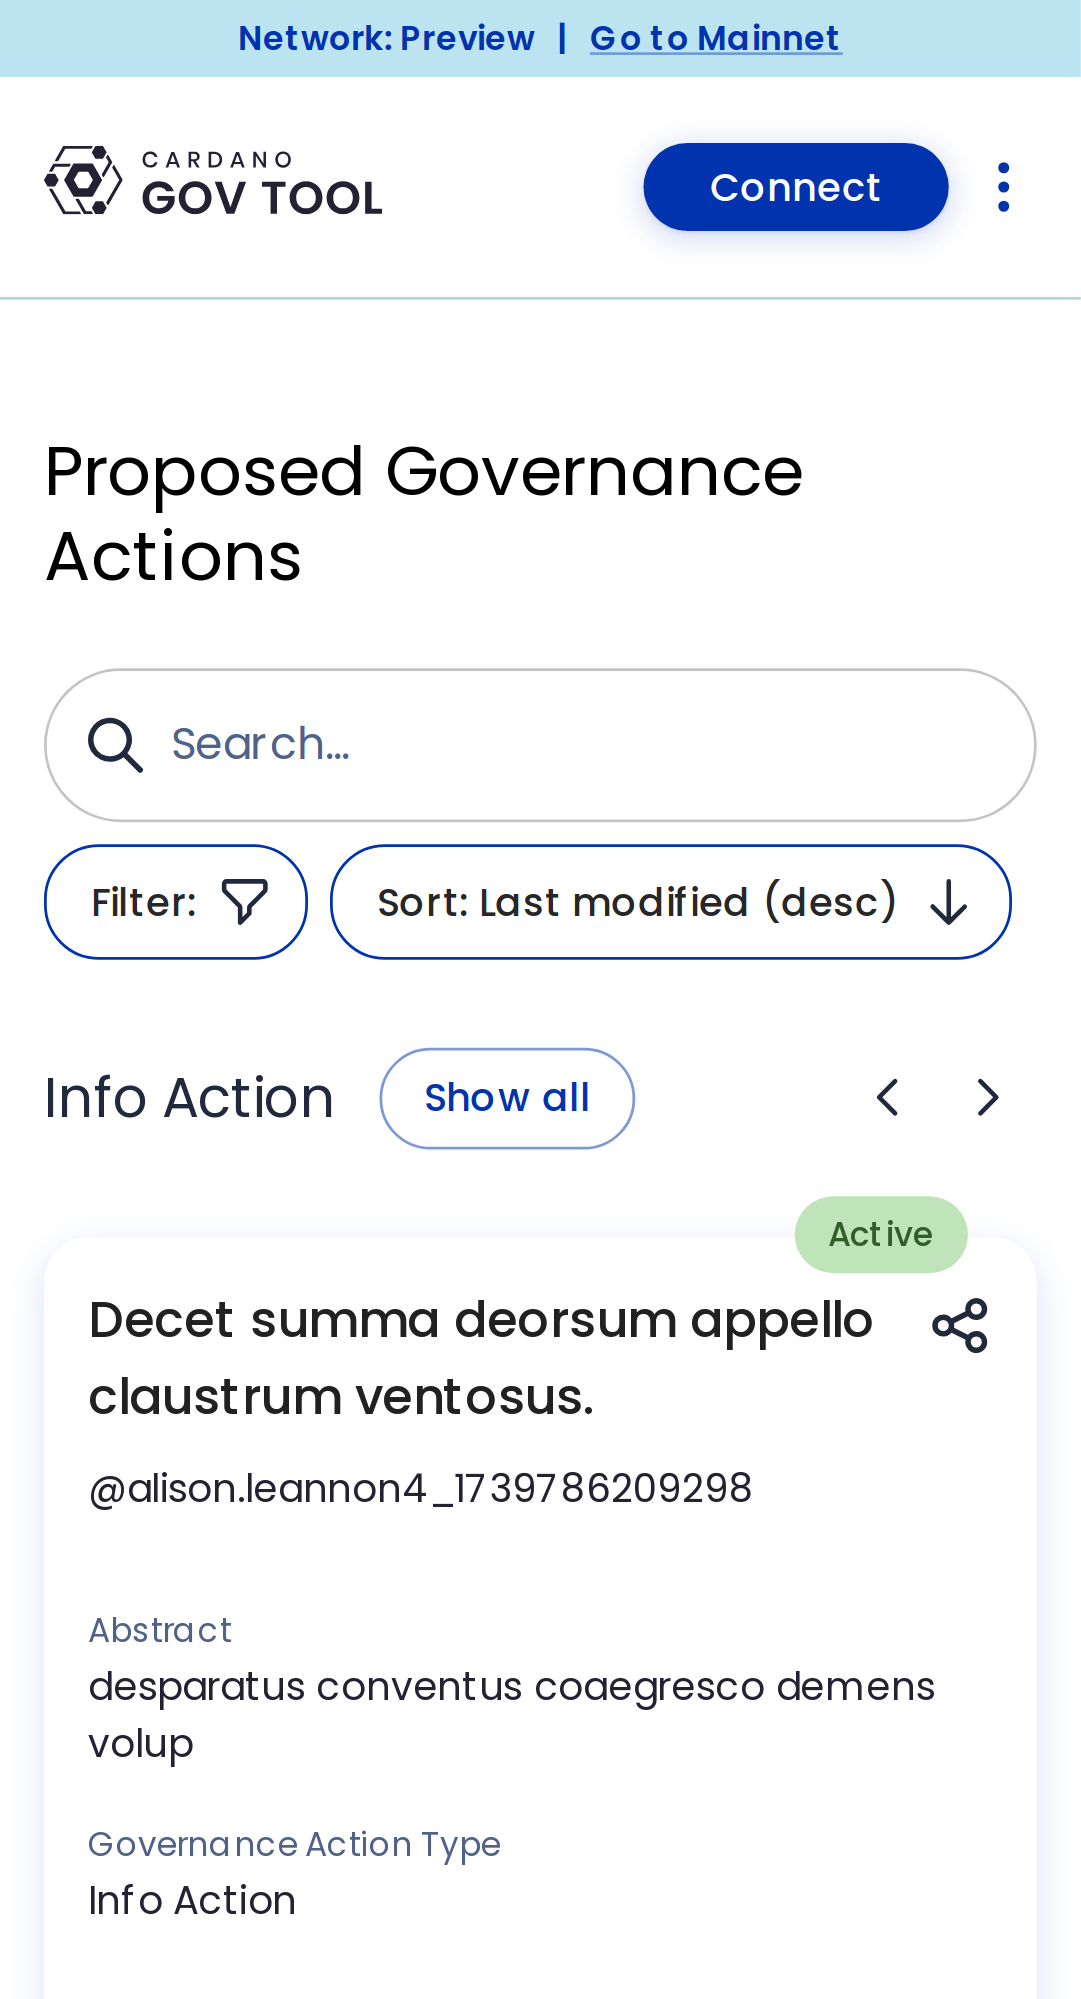 Network: Preview | Go to Mainnet
CARDANO
GOV TOOL
Connect
Proposed Governance
Actions
Search...
Filter:
Sort: Last modified (desc)
Info Action
Show all
Active
Decet summa deorsum appello
claustrum ventosus.
@alison.leannon4_1739786209298
Abstract
desparatus conventus coaegresco demens
volup
Governance Action Type
Info Action